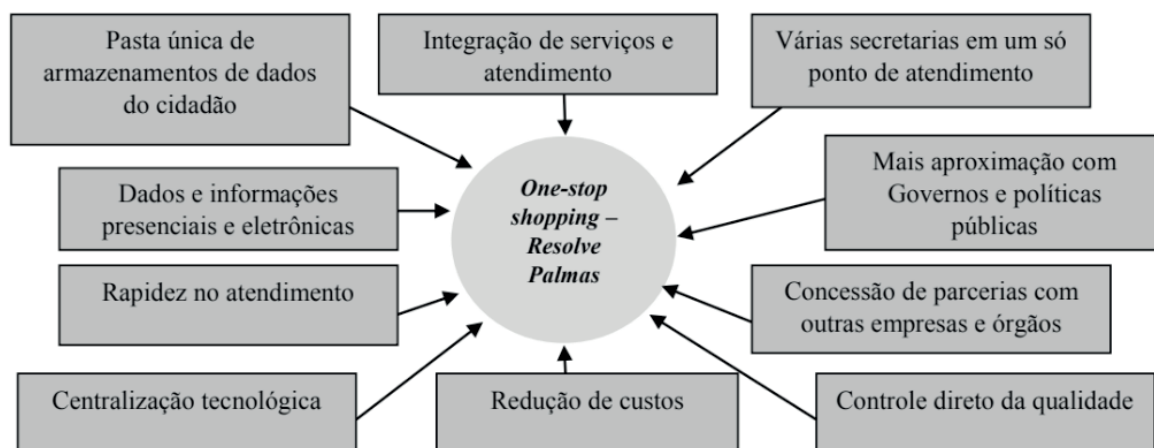 Pasta única de
armazenamentos de dados
do cidadão
Integração de serviços e
atendimento
Várias secretarias em um só
ponto de atendimento
Dados e informações
presenciais e eletrônicas
One-stop
shopping –
Resolve
Palmas
Mais aproximação com
Governos e políticas
públicas
Rapidez no atendimento
Concessão de parcerias com
outras empresas e órgãos
Centralização tecnológica
Redução de custos
Controle direto da qualidade